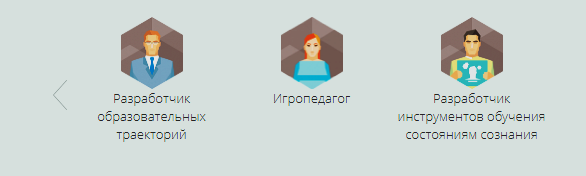 Разработчик
образовательных
траекторий
Игропедагог
Разработчик
инструментов обучения
состояниям сознания